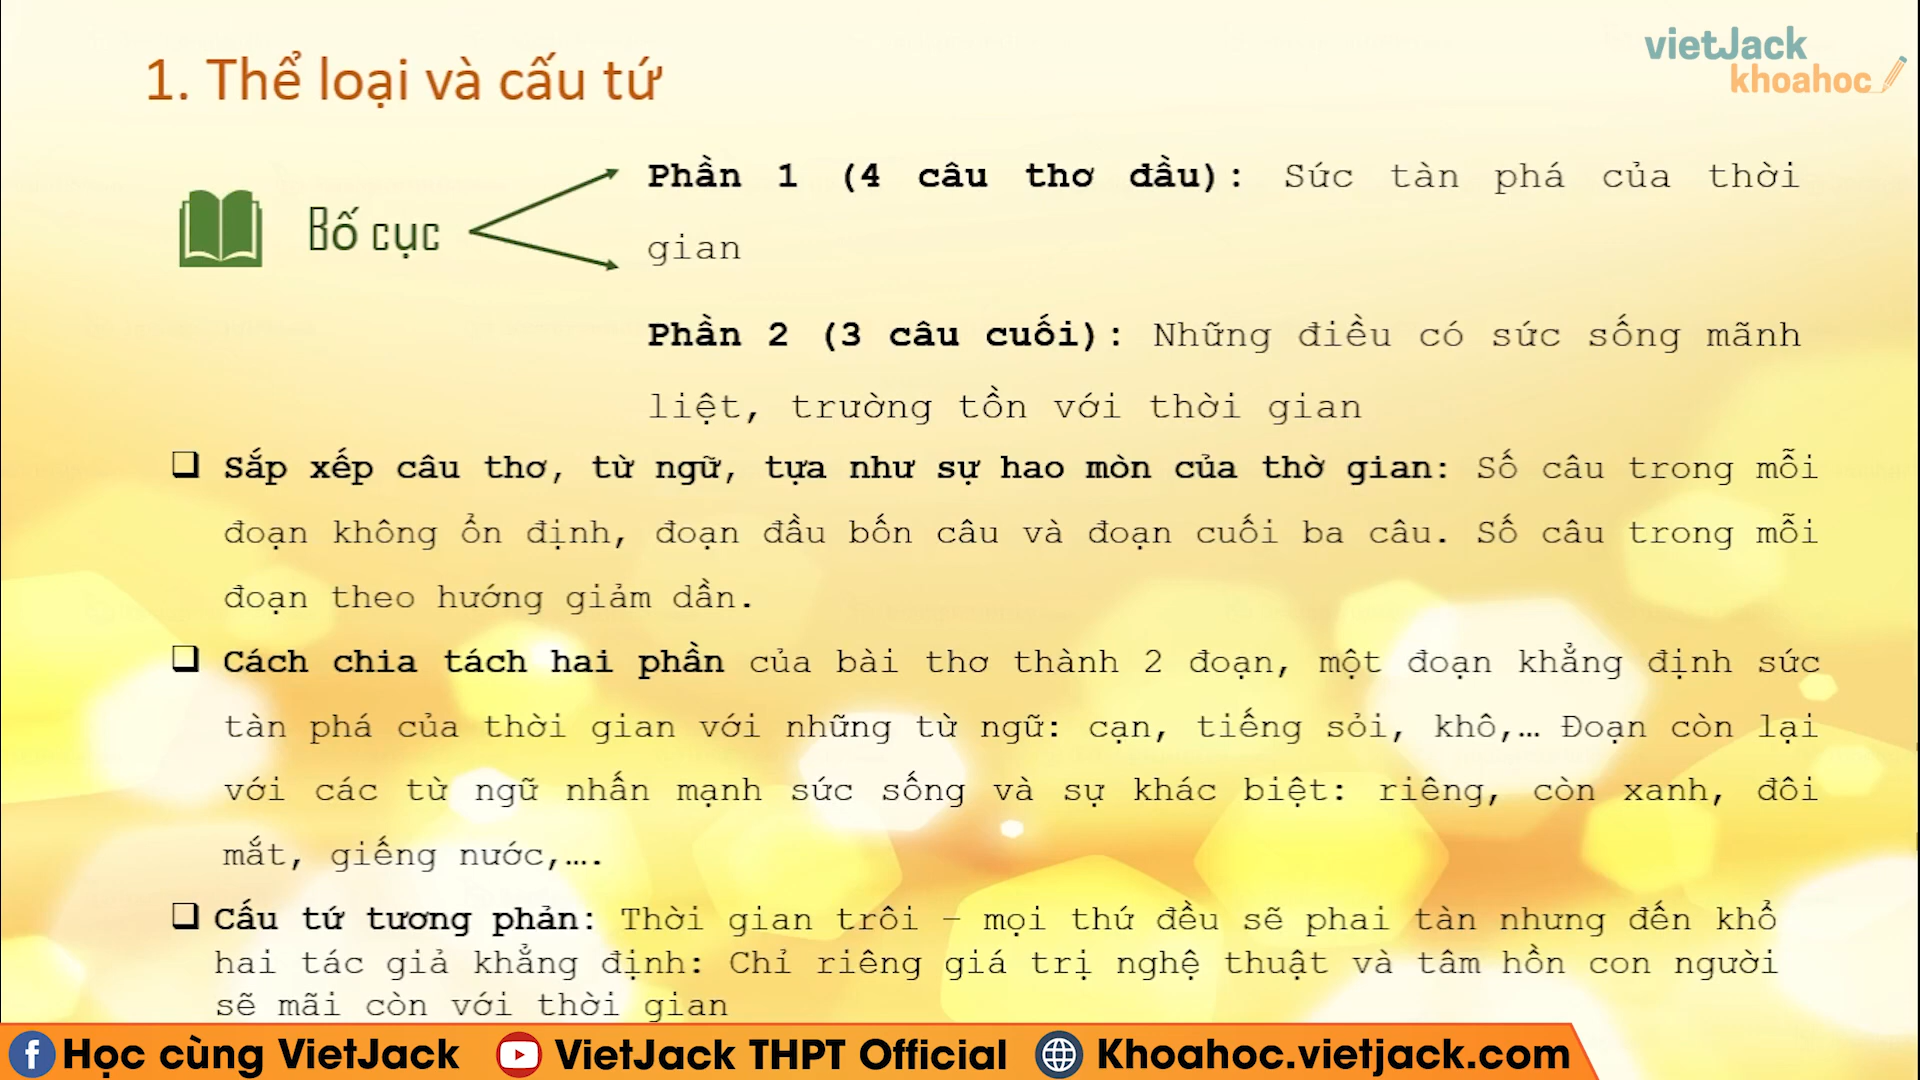 vietJack
khoahoc
1. Thể loại và cấu tứ
Bố cục
Phần 1 (4 câu thơ đầu): Sức tàn phá của thời
gian
Phần 2 (3 câu cuối): Những điều có sức sống mãnh
liệt, trường tồn với thời gian
❑ Sắp xếp câu thơ, từ ngữ, tựa như sự hao mòn của thờ gian: Số câu trong mỗi
đoạn không ổn định, đoạn đầu bốn câu và đoạn cuối ba câu. Số câu trong mỗi
đoạn theo hướng giảm dần.
❑ Cách chia tách hai phần của bài thơ thành 2 đoạn, một đoạn khẳng định sức
tàn phá của thời gian với những từ ngữ: cạn, tiếng sỏi, khô,… Đoạn còn lại
với các từ ngữ nhấn mạnh sức sống và sự khác biệt: riêng, còn xanh, đôi
mắt, giếng nước,….
❑ Cấu tứ tương phản: Thời gian trôi – mọi thứ đều sẽ phai tàn nhưng đến khổ
hai tác giả khẳng định: Chỉ riêng giá trị nghệ thuật và tâm hồn con người
sẽ mãi còn với thời gian
Học cùng VietJack VietJack THPT Official Khoahoc.vietjack.com